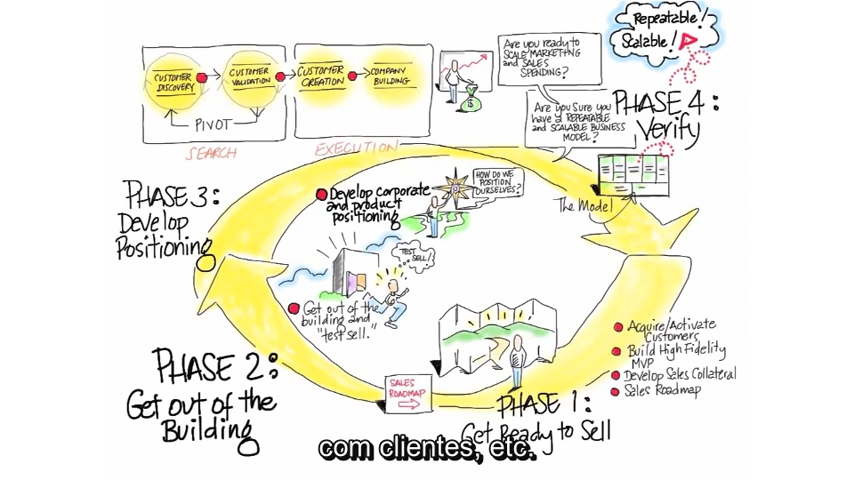 Repeatable!
Scalable!
CUSTOMER
DISCOVERY
CUSTOMER
VALIDATION
CUSTOMER
CREATION
COMPANY
BUILDING
PIVOT
SEARCH
EXECUTION
Are you ready to
SCALE MARKETING
and SALES
SPENDING?
Are you sure you
have a REPEATABLE
and SCALABLE BUSINESS
MODEL?
PHASE 4:
Verify
The Model
PHASE 3:
Develop
Positioning
Develop corporate
and product
positioning
HOW DO WE
POSITION
OURSELVES?
TEST
SELL!
Get out of the
building and
"test sell."
PHASE 2:
Get out of the
Building
SALES
ROADMAP
PHASE 1:
Get Ready to Sell
Acquire/Activate
Customers
Build High Fidelity
MVP
Develop Sales Collateral
Sales Roadmap
com clientes, etc.